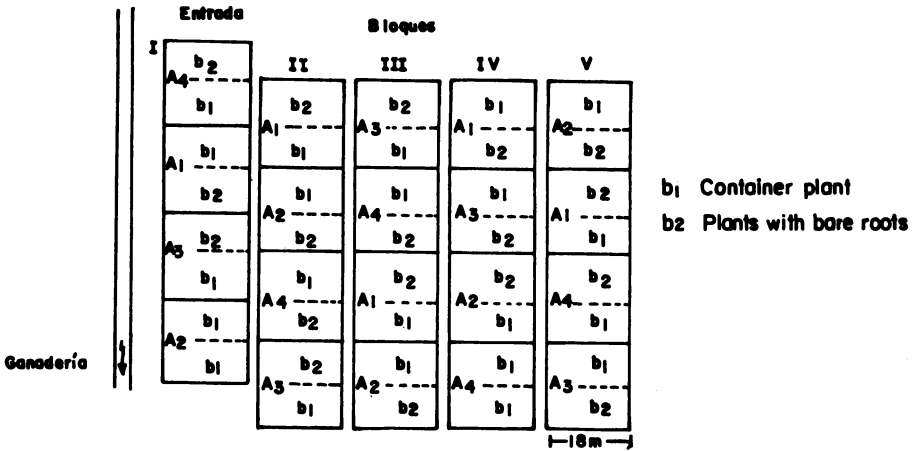 Entrada
Bloques
I
A4 b2
b1
A1 b1
b2
A3 b2
b1
A2 b1
b1
II
A1 b2
b1
A2 b1
b2
A4 b1
b2
A3 b2
b1
III
A3 b2
b1
A4 b1
b2
A1 b2
b1
A2 b1
b2
IV
A1 b1
b2
A3 b1
b2
A2 b2
b1
A4 b1
b1
V
A2 b1
b2
A1 b2
b1
A4 b2
b1
A3 b1
b2
18m
b1 Container plant
b2 Plants with bare roots
Ganadería